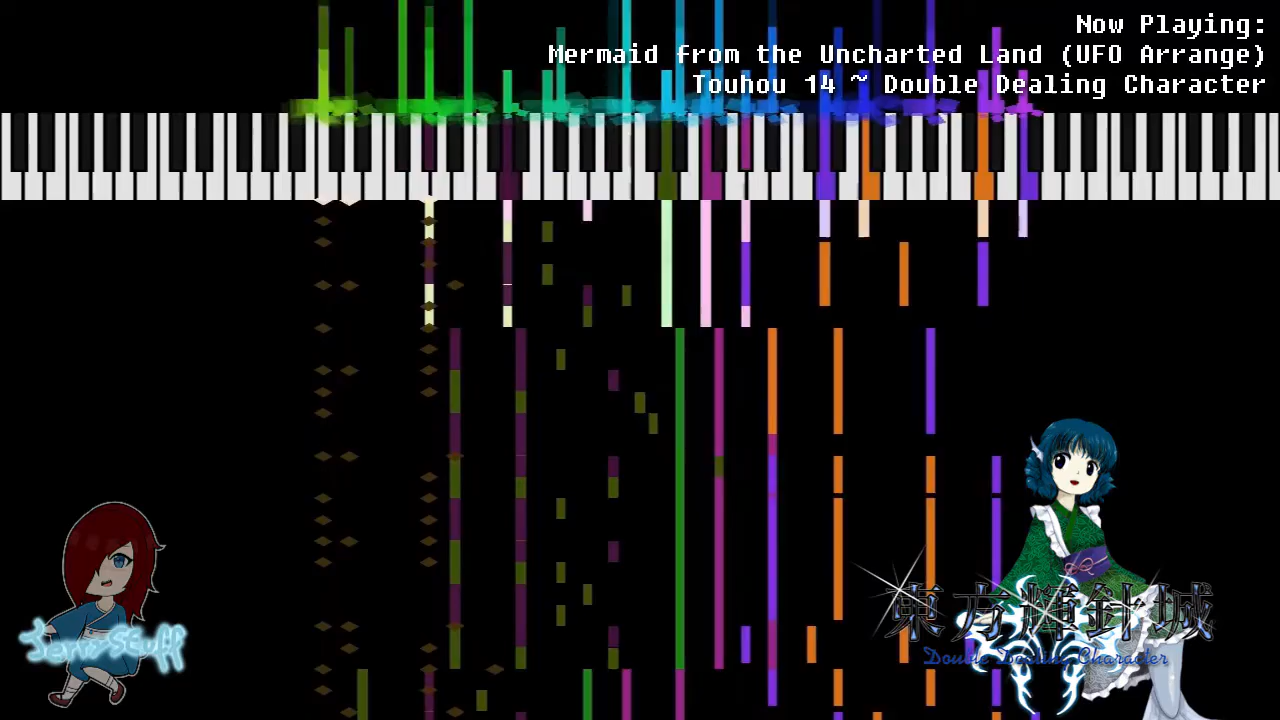 Now Playing:
Mermaid from the Uncharted Land (UFO Arrange)
Touhou 14 ~ Double Dealing Character
JerryStuff
東方輝針城
Double Dealing Character